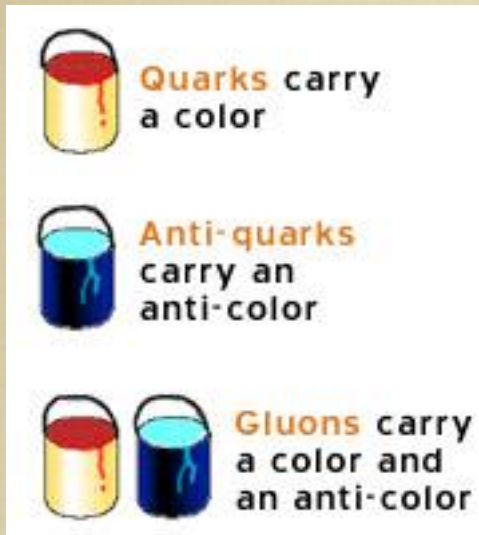 Quarks carry
a color
Anti-quarks
carry an
anti-color
Gluons carry
a color and
an anti-color